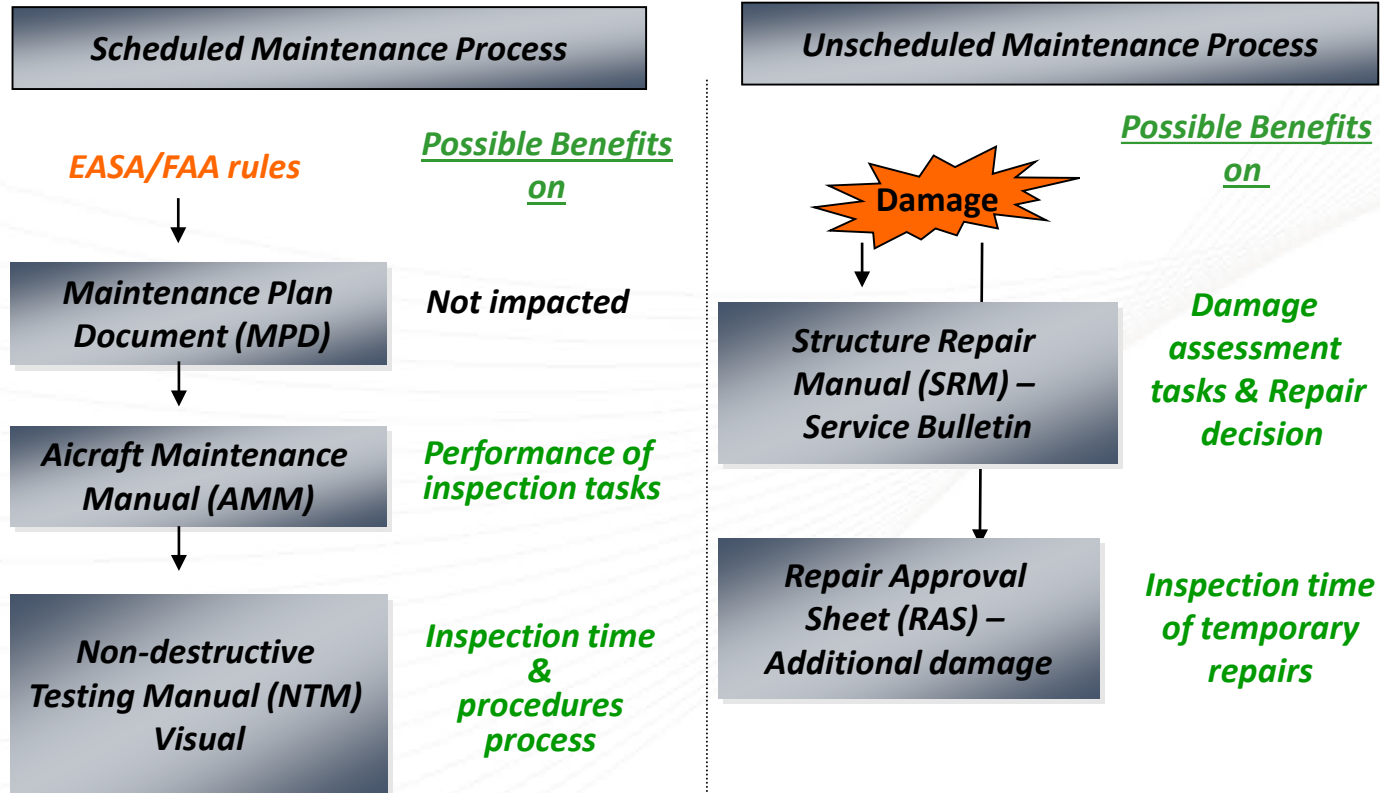 Scheduled Maintenance Process
EASA/FAA rules
Possible Benefits
on
Maintenance Plan
Document (MPD)
Not impacted
Aicraft Maintenance
Manual (AMM)
Performance of
inspection tasks
Non-destructive
Testing Manual (NTM)
Visual
Inspection time
&
procedures
process
Unscheduled Maintenance Process
Possible Benefits
on
Damage
Structure Repair
Manual (SRM) –
Service Bulletin
Damage
assessment
tasks & Repair
decision
Repair Approval
Sheet (RAS) –
Additional damage
Inspection time
of temporary
repairs